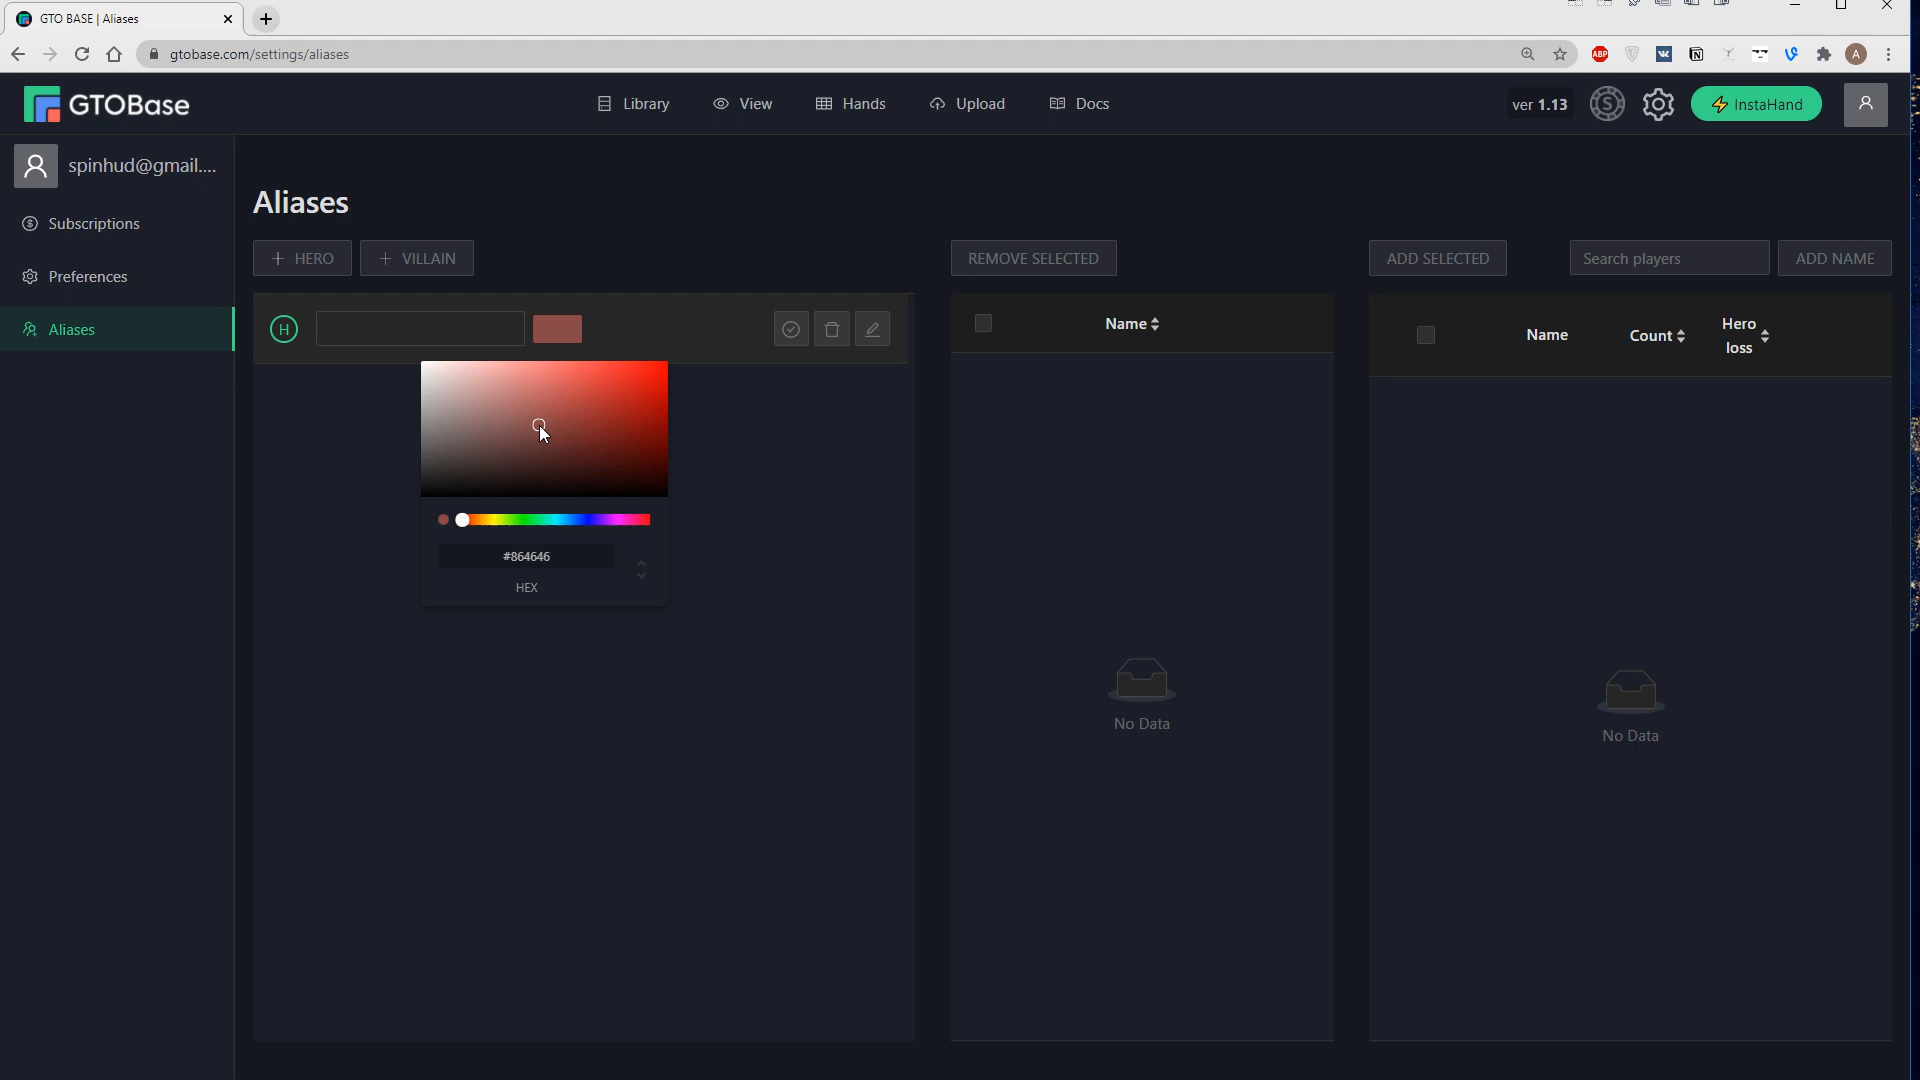 GTO BASE | Aliases
gtobase.com/settings/aliases
ABP
A
GTOBase
Library
View
Hands
Upload
Docs
ver 1.13
InstaHand
spinhud@gmail....
Subscriptions
Preferences
Aliases
Aliases
HERO
VILLAIN
REMOVE SELECTED
ADD SELECTED
Search players
ADD NAME
H
Name
Name
Count
Hero
loss
#864646
HEX
No Data
No Data